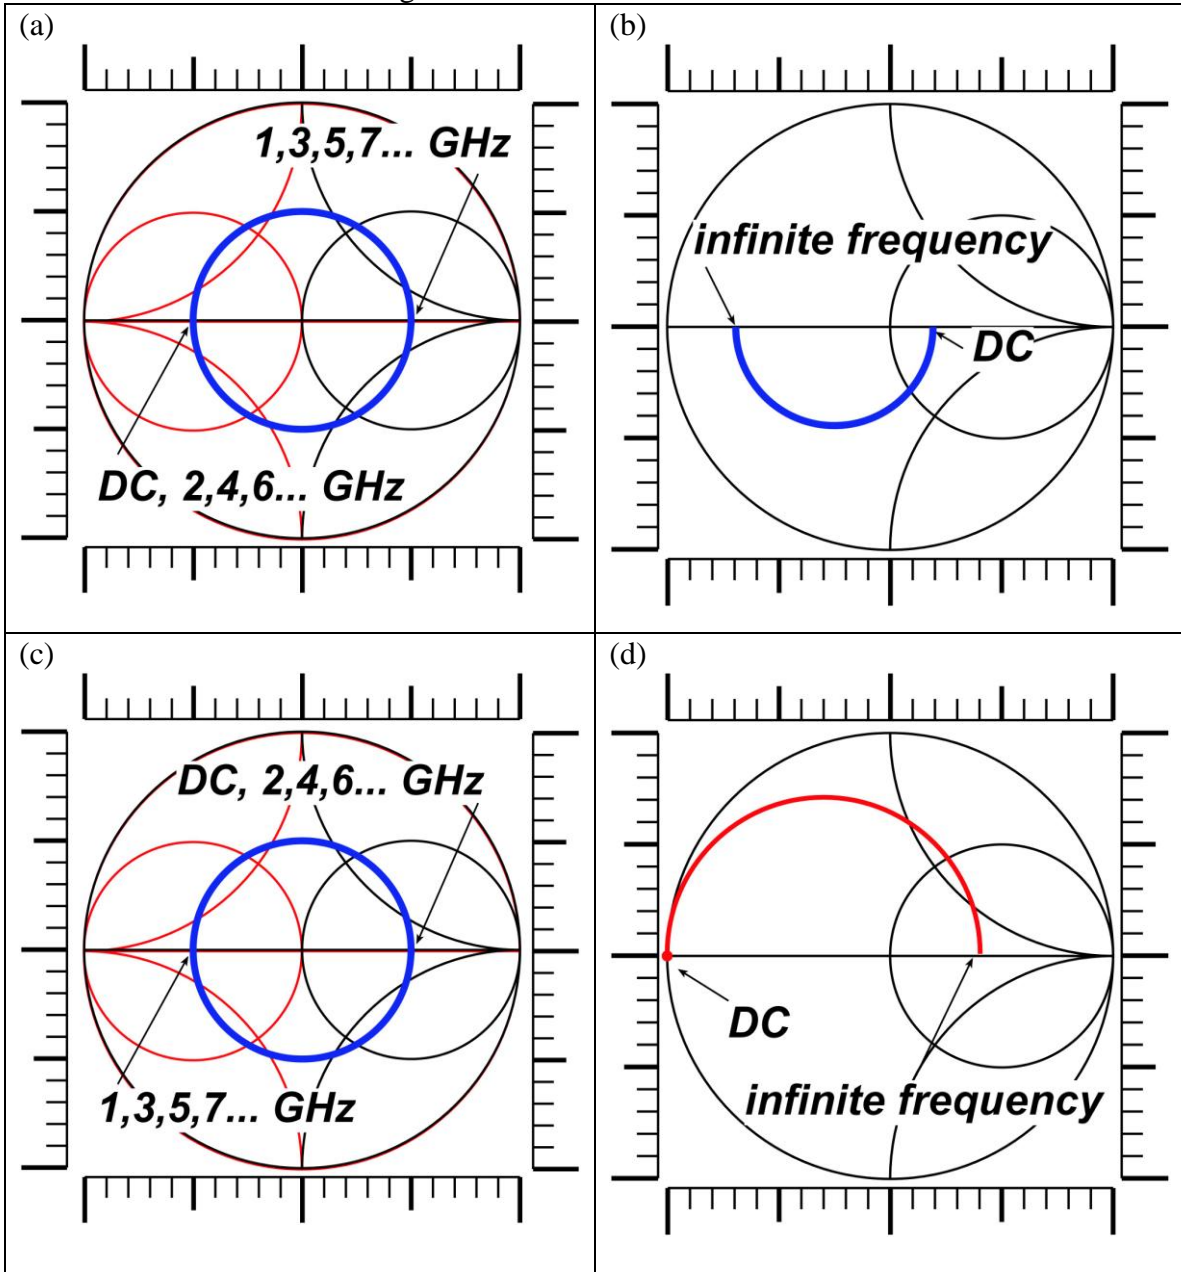 (a)
1,3,5,7... GHz
DC, 2,4,6... GHz
(b)
infinite frequency
DC
(c)
DC, 2,4,6... GHz
1,3,5,7... GHz
(d)
DC
infinite frequency